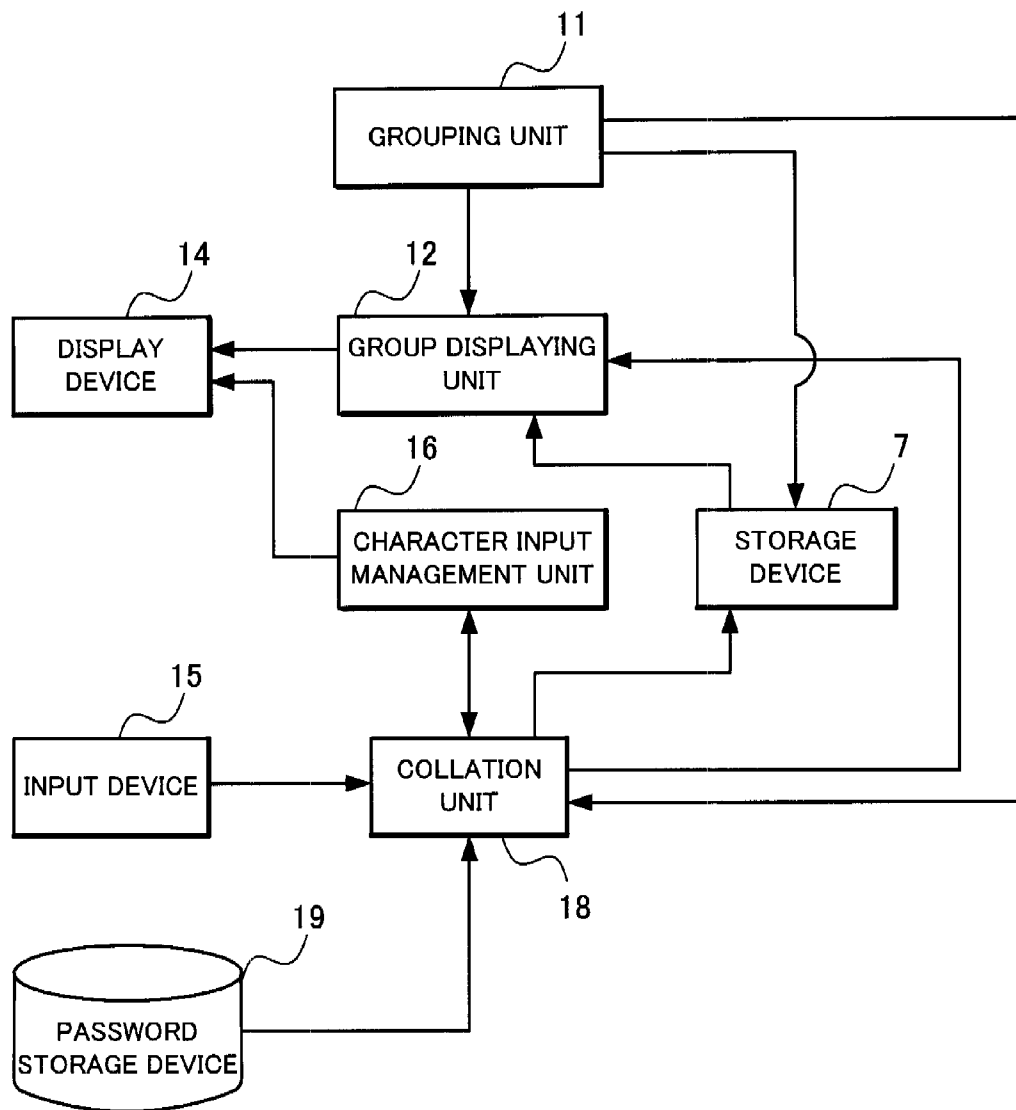 11
GROUPING UNIT
14
12
DISPLAY
DEVICE
GROUP DISPLAYING
UNIT
16
7
CHARACTER INPUT
MANAGEMENT UNIT
STORAGE
DEVICE
15
INPUT DEVICE
COLLATION
UNIT
18
19
PASSWORD
STORAGE DEVICE